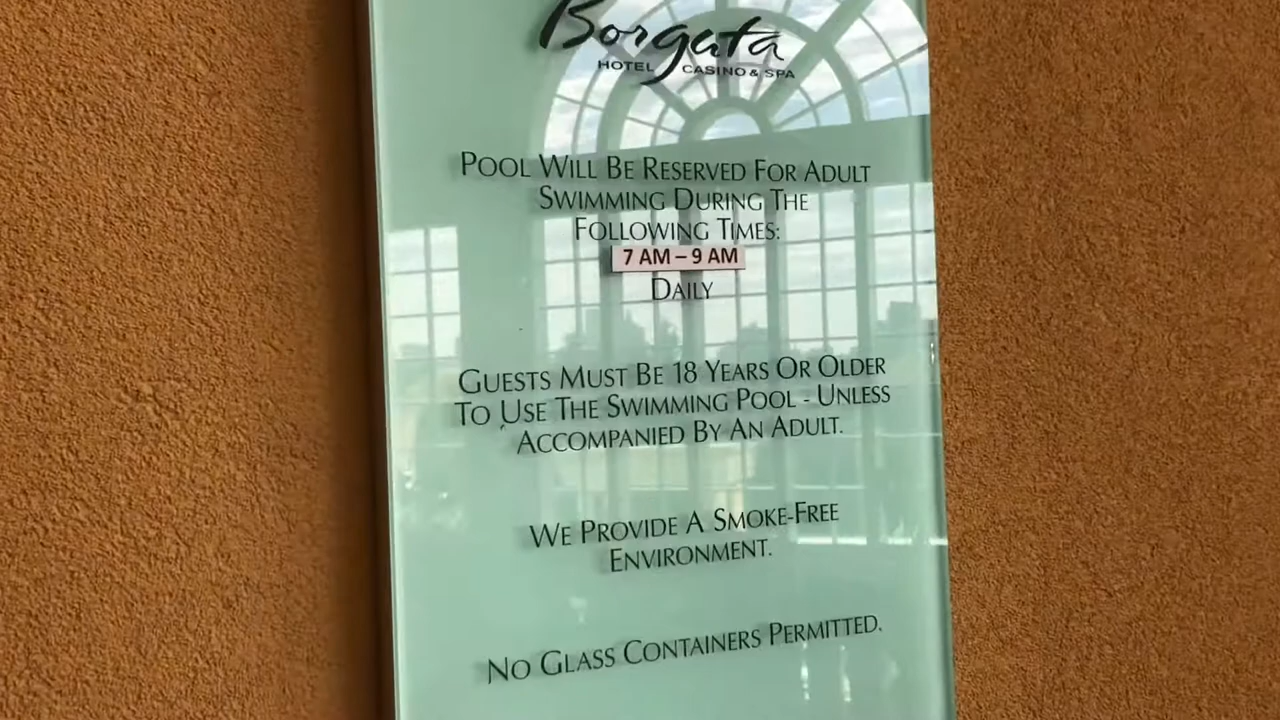 Borgata
HOTEL CASINO & SPA
POOL WILL BE RESERVED FOR ADULT
SWIMMING DURING THE
FOLLOWING TIMES:
7 AM – 9 AM
DAILY
GUESTS MUST BE 18 YEARS OR OLDER
TO USE THE SWIMMING POOL - UNLESS
ACCOMPANIED BY AN ADULT.
WE PROVIDE A SMOKE-FREE
ENVIRONMENT.
NO GLASS CONTAINERS PERMITTED.